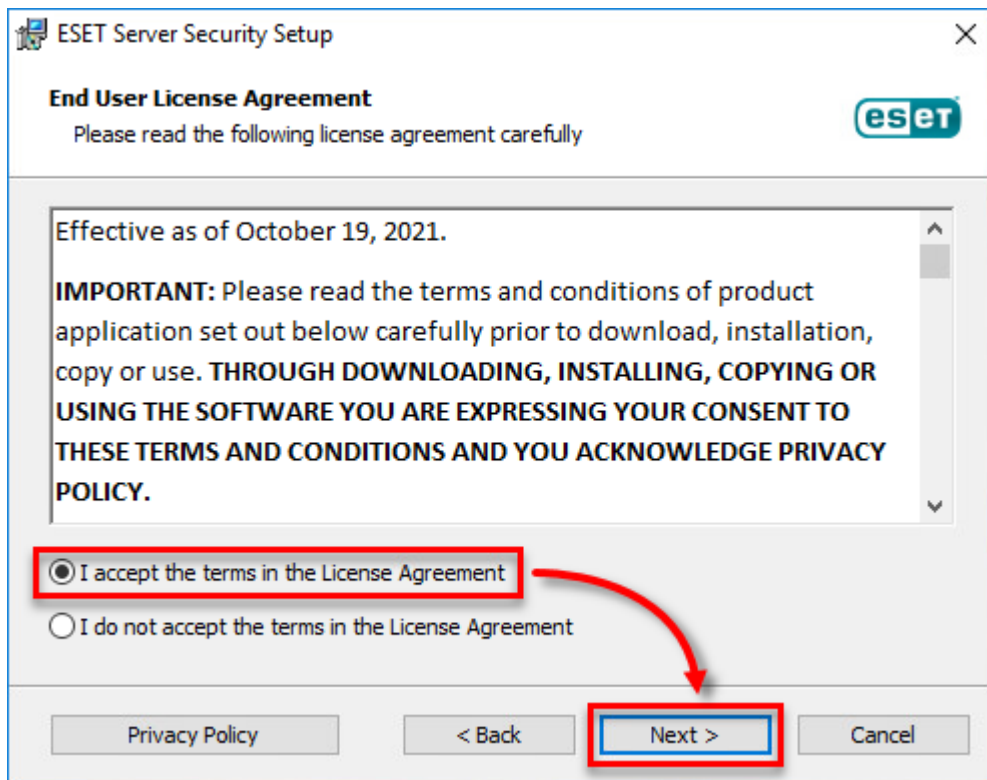 ESET Server Security Setup
End User License Agreement
Please read the following license agreement carefully
eset
Effective as of October 19, 2021.
IMPORTANT: Please read the terms and conditions of product
application set out below carefully prior to download, installation,
copy or use. THROUGH DOWNLOADING, INSTALLING, COPYING OR
USING THE SOFTWARE YOU ARE EXPRESSING YOUR CONSENT TO
THESE TERMS AND CONDITIONS AND YOU ACKNOWLEDGE PRIVACY
POLICY.
I accept the terms in the License Agreement
I do not accept the terms in the License Agreement
Privacy Policy
< Back
Next >
Cancel